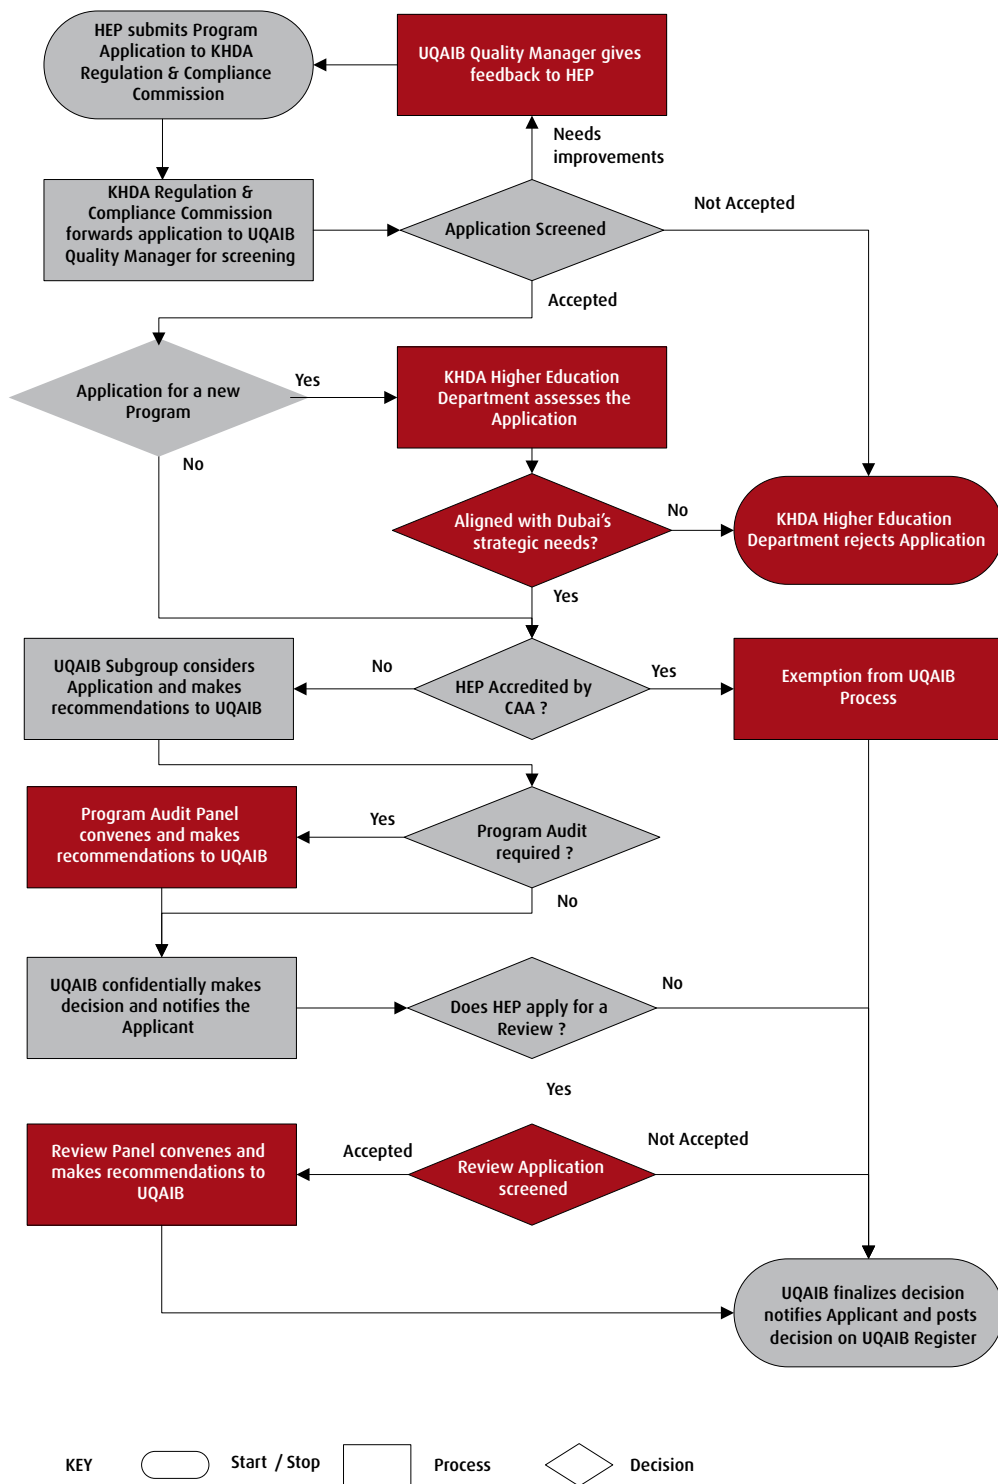 HEP submits Program
Application to KHDA
Regulation & Compliance
Commission
UQAIB Quality Manager gives
feedback to HEP
Needs
improvements
KHDA Regulation &
Compliance Commission
forwards application to UQAIB
Quality Manager for screening
Application Screened
Not Accepted
Accepted
Application for a new
Program
Yes
KHDA Higher Education
Department assesses the
Application
No
Aligned with Dubai's
strategic needs?
No
KHDA Higher Education
Department rejects Application
Yes
UQAIB Subgroup considers
Application and makes
recommendations to UQAIB
No
HEP Accredited by
CAA ?
Yes
Exemption from UQAIB
Process
Program Audit Panel
convenes and makes
recommendations to UQAIB
Yes
Program Audit
required ?
No
UQAIB confidentially makes
decision and notifies the
Applicant
Does HEP apply for a
Review ?
No
Yes
Review Panel convenes and
makes recommendations to
UQAIB
Accepted
Review Application
screened
Not Accepted
UQAIB finalizes decision
notifies Applicant and posts
decision on UQAIB Register
KEY
Start / Stop
Process
Decision